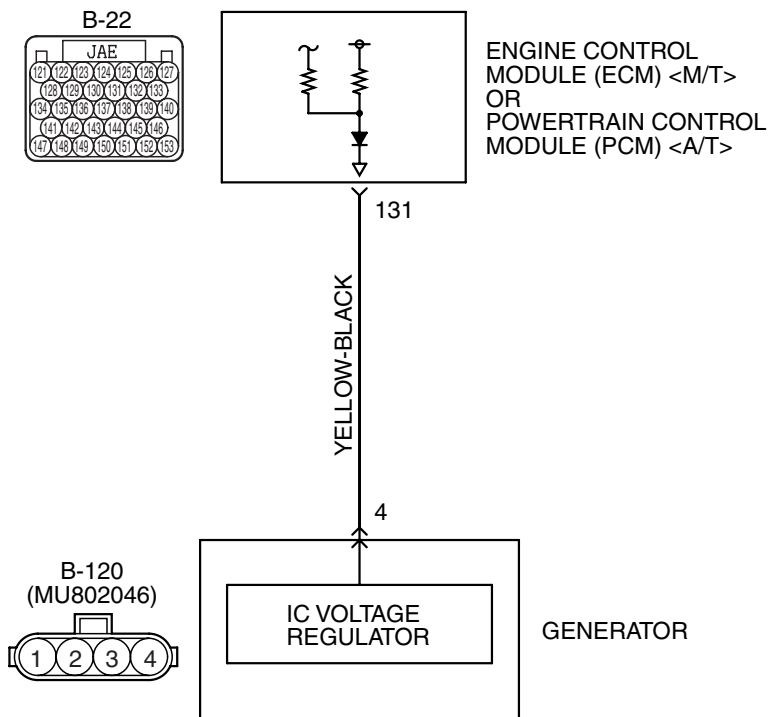 B-22
JAE
121 122 123 124 125 126 127
128 129 130 131 132 133
134 135 136 137 138 139 140
141 142 143 144 145 146
147 148 149 150 151 152 153
ENGINE CONTROL
MODULE (ECM) <M/T>
OR
POWERTRAIN CONTROL
MODULE (PCM) <A/T>
131
YELLOW-BLACK
4
B-120
(MU802046)
1 2 3 4
IC VOLTAGE
REGULATOR
GENERATOR